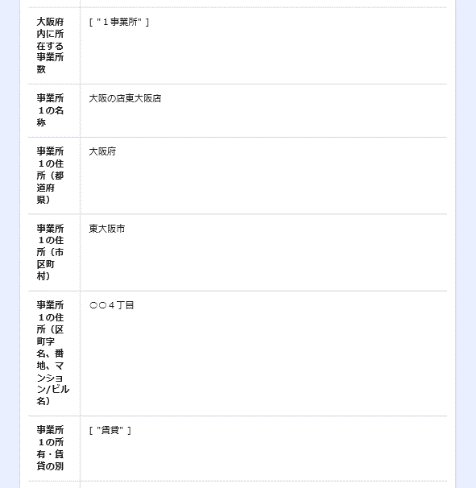 大阪府
内に所
在する
事業所
数
[ "１事業所" ]
事業所
１の名
称
大阪の店東大阪店
事業所
１の住
所（都
道府
県）
大阪府
事業所
１の住
所（市
区町
村）
東大阪市
事業所
１の住
所（区
町字
名、番
地、マ
ンショ
ン/ビル
名）
〇〇４丁目
事業所
１の所
有・賃
貸の別
[ "賃貸" ]